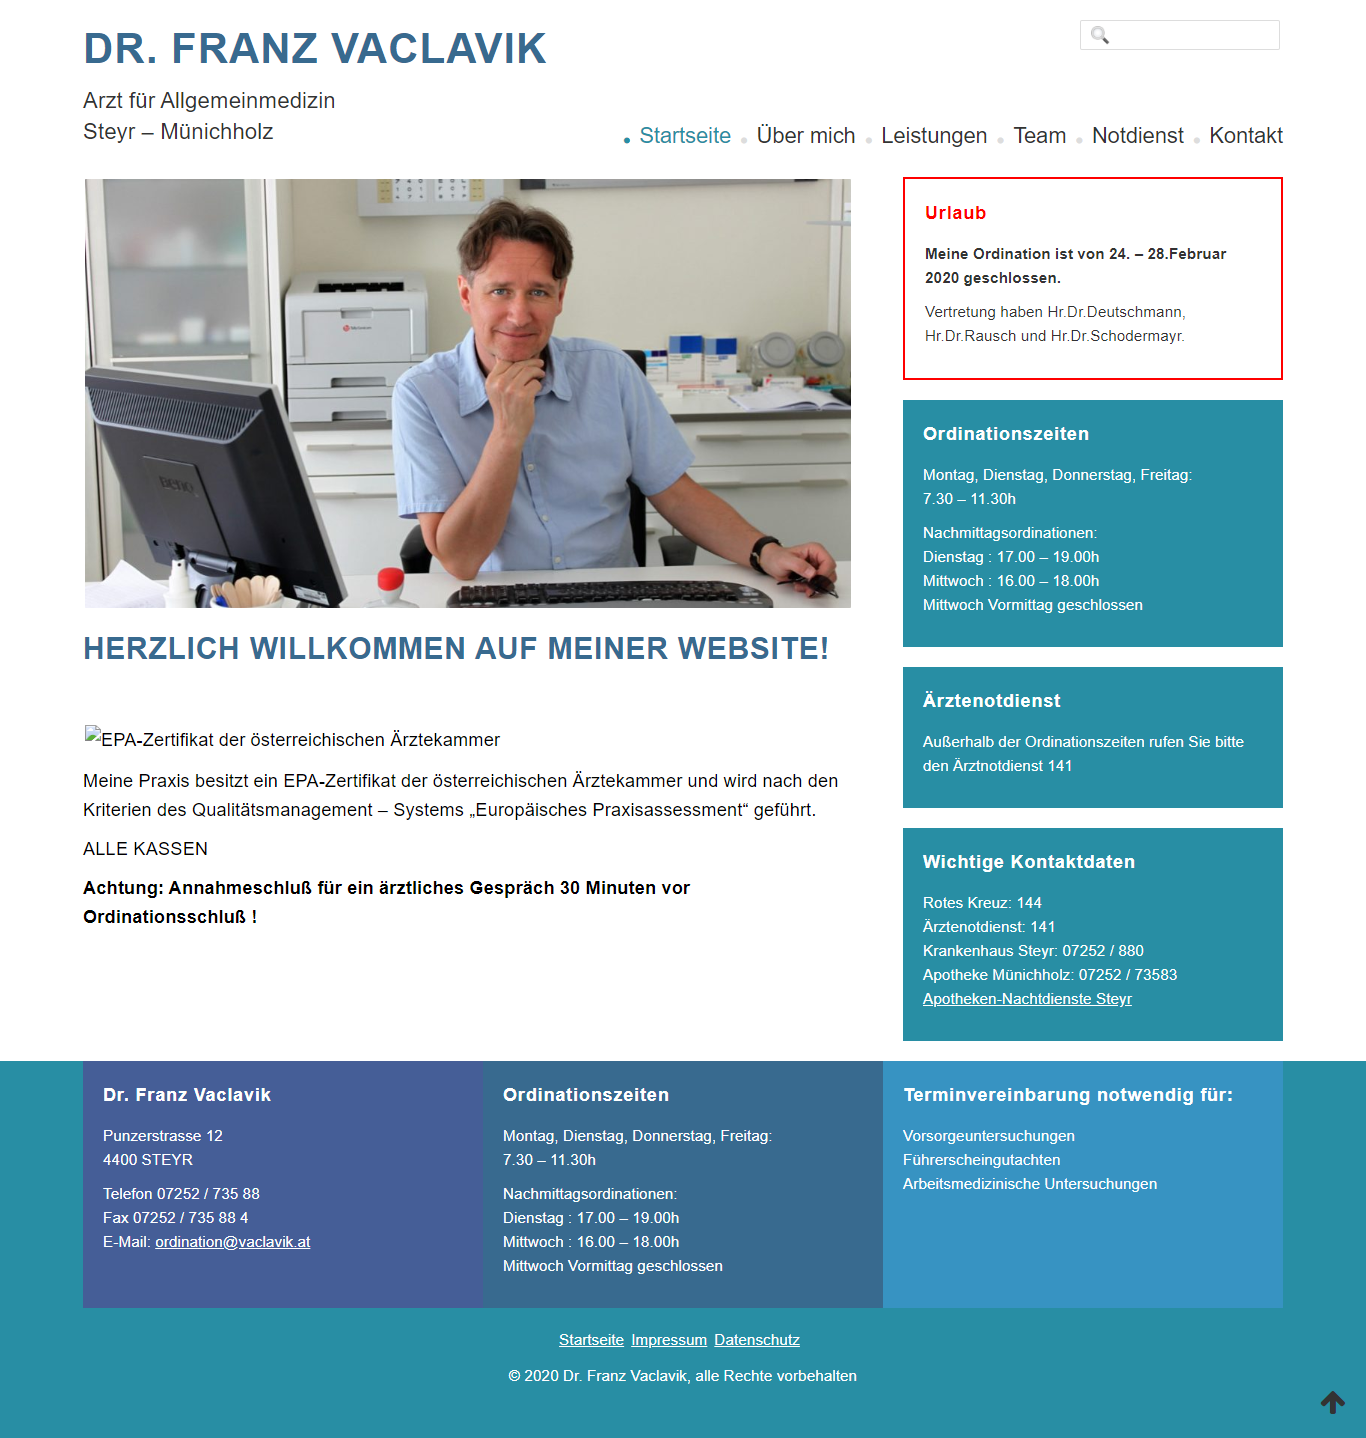 DR. FRANZ VACLAVIK
Arzt für Allgemeinmedizin
Steyr – Münichholz
Startseite Über mich Leistungen Team Notdienst Kontakt
BenQ
HERZLICH WILLKOMMEN AUF MEINER WEBSITE!
EPA-Zertifikat der österreichischen Ärztekammer
Meine Praxis besitzt ein EPA-Zertifikat der österreichischen Ärztekammer und wird nach den
Kriterien des Qualitätsmanagement – Systems „Europäisches Praxisassessment“ geführt.
ALLE KASSEN
Achtung: Annahmeschluß für ein ärztliches Gespräch 30 Minuten vor
Ordinationsschluß !
Urlaub
Meine Ordination ist von 24. – 28.Februar
2020 geschlossen.
Vertretung haben Hr.Dr.Deutschmann,
Hr.Dr.Rausch und Hr.Dr.Schodermayr.
Ordinationszeiten
Montag, Dienstag, Donnerstag, Freitag:
7.30 – 11.30h
Nachmittagsordinationen:
Dienstag : 17.00 – 19.00h
Mittwoch : 16.00 – 18.00h
Mittwoch Vormittag geschlossen
Ärztenotdienst
Außerhalb der Ordinationszeiten rufen Sie bitte
den Ärztnotdienst 141
Wichtige Kontaktdaten
Rotes Kreuz: 144
Ärztenotdienst: 141
Krankenhaus Steyr: 07252 / 880
Apotheke Münichholz: 07252 / 73583
Apotheken-Nachtdienste Steyr
Dr. Franz Vaclavik
Punzerstrasse 12
4400 STEYR
Telefon 07252 / 735 88
Fax 07252 / 735 88 4
E-Mail: ordination@vaclavik.at
Ordinationszeiten
Montag, Dienstag, Donnerstag, Freitag:
7.30 – 11.30h
Nachmittagsordinationen:
Dienstag : 17.00 – 19.00h
Mittwoch : 16.00 – 18.00h
Mittwoch Vormittag geschlossen
Terminvereinbarung notwendig für:
Vorsorgeuntersuchungen
Führerscheingutachten
Arbeitsmedizinische Untersuchungen
Startseite Impressum Datenschutz
© 2020 Dr. Franz Vaclavik, alle Rechte vorbehalten